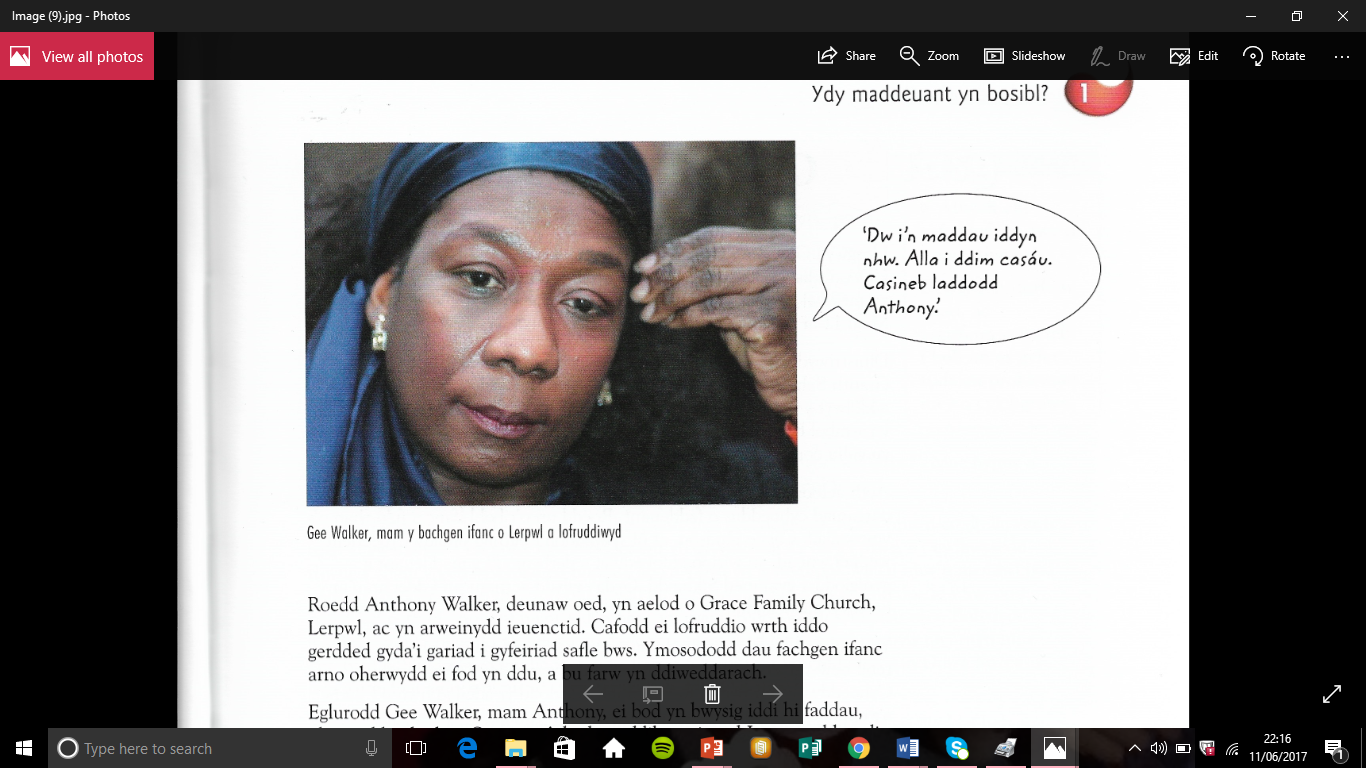 Image (9).jpg - Photos
View all photos
Share
Zoom
Slideshow
Draw
Edit
Rotate
Ydy maddeuant yn bosibl?
1
'Dw i'n maddau iddyn
nhw. Alla i ddim casáu.
Casineb laddodd
Anthony.'
Gee Walker, mam y bachgen ifanc o Lerpwl a lofruddiwyd
Roedd Anthony Walker, deunaw oed, yn aelod o Grace Family Church,
Lerpwl, ac yn arweinydd ieuenctid. Cafodd ei lofruddio wrth iddo
gerdded gyda'i gariad i gyfeiriad safle bws. Ymosododd dau fachgen ifanc
arno oherwydd ei fod yn ddu, a bu farw yn ddiweddarach.
Eglurodd Gee Walker, mam Anthony, ei bod yn bwysig iddi hi faddau,
Type here to search
22:16
11/06/2017
1